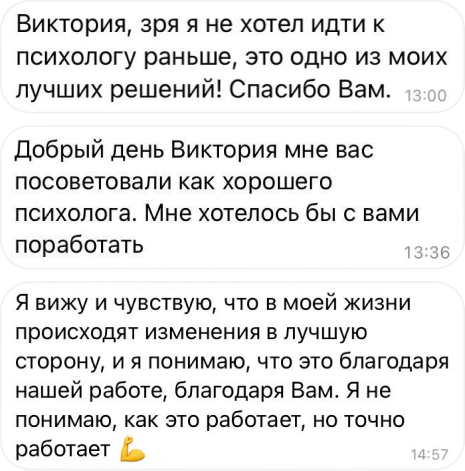 Виктория, зря я не хотел идти к
психологу раньше, это одно из моих
лучших решений! Спасибо Вам. 13:00
Добрый день Виктория мне вас
посоветовали как хорошего
психолога. Мне хотелось бы с вами
поработать 13:36
Я вижу и чувствую, что в моей жизни
происходят изменения в лучшую
сторону, и я понимаю, что это благодаря
нашей работе, благодаря Вам. Я не
понимаю, как это работает, но точно
работает 💪 14:57